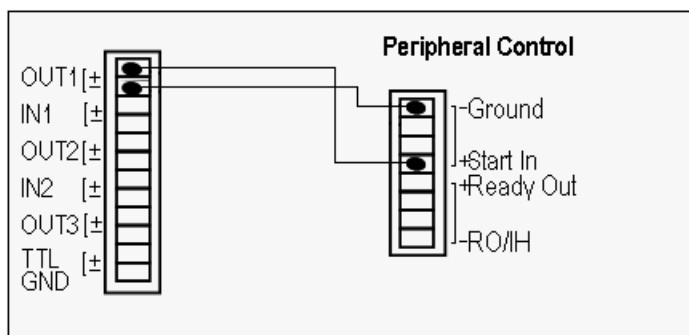 Peripheral Control
OUT1[±
IN1 [±
OUT2[±
IN2 [±
OUT3[±
TTL [±
GND
-Ground
+Start In
+Ready Out
-RO/IH